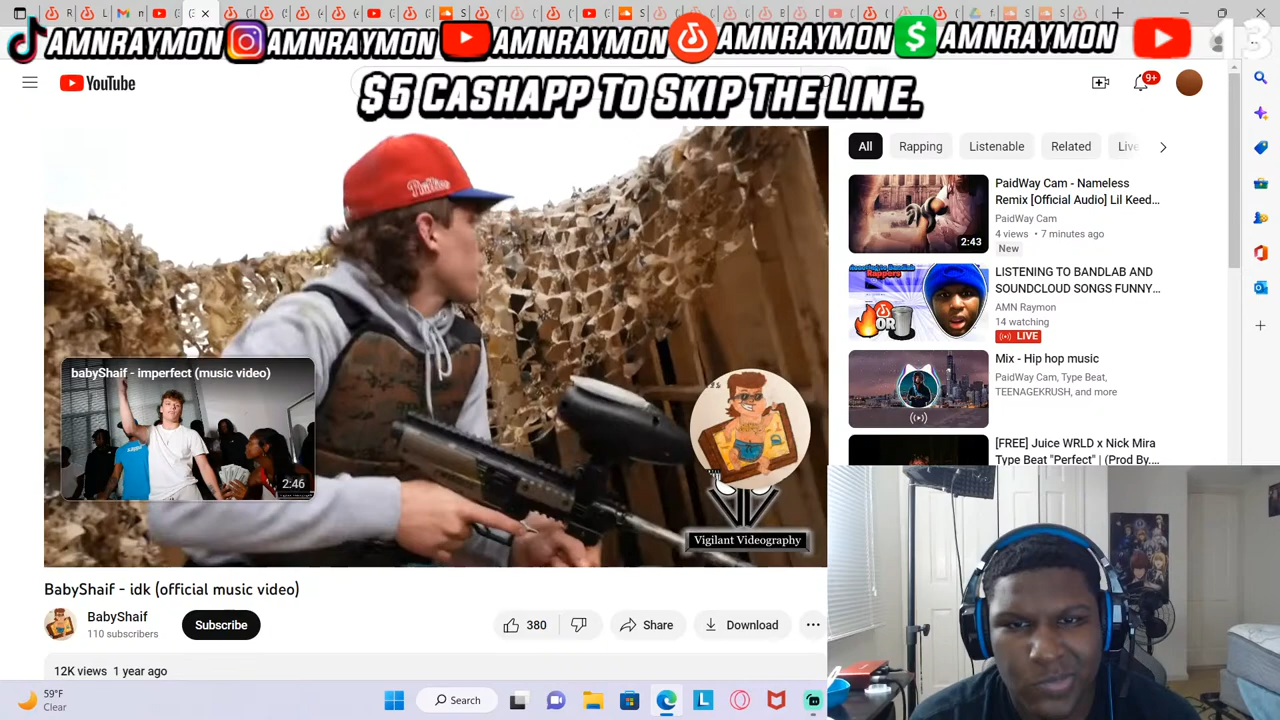 AMNRAYMON AMNRAYMON AMNRAYMON AMNRAYMON $ AMNRAYMON 13
YouTube
9+
$5 CASHAPP TO SKIP THE LINE.
All Rapping Listenable Related Live
Phillies
babyShaif - imperfect (music video)
2:46
Vigilant Videography
PaidWay Cam - Nameless
Remix [Official Audio] Lil Keed...
PaidWay Cam
4 views • 7 minutes ago
New
2:43
LISTENING TO BANDLAB AND
SOUNDCLOUD SONGS FUNNY...
AMN Raymon
14 watching
LIVE
OR
Mix - Hip hop music
PaidWay Cam, Type Beat,
TEENAGEKRUSH, and more
[FREE] Juice WRLD x Nick Mira
Type Beat "Perfect" | (Prod By...
BabyShaif - idk (official music video)
BabyShaif
110 subscribers
Subscribe
380
Share
Download
12K views 1 year ago
59°F
Clear
Search